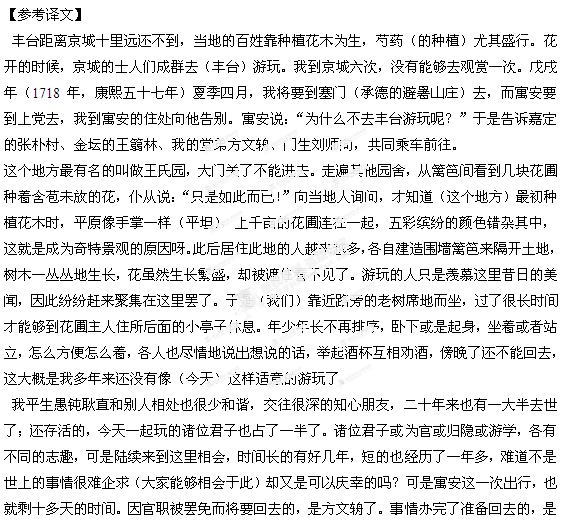 【参考译文】
丰台距离京城十里远还不到，当地的百姓靠种植花木为生，芍药（的种植）尤其盛行。花
开的时候，京城的士人们成群去（丰台）游玩。我到京城六次，没有能够去观赏一次。戊戌
年（1718 年，康熙五十七年）夏季四月，我将要到塞门（承德的避暑山庄）去，而寓安要
到上党去，我到寓安的住处向他告别。寓安说：“为什么不去丰台游玩呢？”于是告诉嘉定
的张朴村、金坛的王翦林、我的堂弟方文辀、门生刘师向，共同乘车前往。
这个地方最有名的叫做王氏园，大门关了不能进去。走遍其他园舍，从篱笆间看到几块花圃
种着含苞未放的花，仆从说：“只是如此而已！”向当地人询问，才知道（这个地方）最初种
植花木时，平原像手掌一样（平坦） 上千亩的花圃连在一起，五彩缤纷的颜色错杂其中，
这就是成为奇特景观的原因呀。此后居住此地的人越来越多，各自建造围墙篱笆来隔开土地，
树木一丛丛地生长，花虽然生长繁盛，却被遮住看不见了。游玩的人只是羡慕这里昔日的美
闻，因此纷纷赶来聚集在这里罢了。于是（我们）靠近路旁的老树席地而坐，过了很长时间
才能够到花圃主人住所后面的小亭子休息。年少年长不再排序，卧下或是起身，坐着或者站
立，怎么方便怎么着，各人也尽情地说出想说的话，举起酒杯互相劝酒，傍晚了还不能回去，
这大概是我多年来还没有像（今天）这样适意的游玩了
我平生愚钝耿直和别人相处也很少和谐，交往很深的知心朋友，二十年来也有一大半去世
了；还存活的，今天一起玩的诸位君子也占了一半了。诸位君子或为官或归隐或游学，各有
不同的志趣，可是陆续来到这里相会，时间长的有好几年，短的也经历了一年多，难道不是
世上的事情很难企求（大家能够相会于此）却又是可以庆幸的吗？可是寓安这一次出行，也
就剩十多天的时间。因官职被罢免而将要回去的，是方文辀。事情办完了准备回去的，是